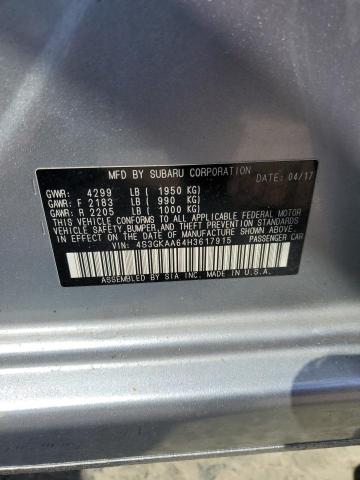 MFD BY SUBARU CORPORATION DATE: 04/17
GVWR: 4299 LB( 1950 KG)
GAWR: F 2183 LB( 990 KG)
GAWR: R 2205 LB( 1000 KG)
THIS VEHICLE CONFORMS TO ALL APPLICABLE FEDERAL MOTOR
VEHICLE SAFETY, BUMPER, AND THEFT PREVENTION STANDARDS
IN EFFECT ON THE DATE OF MANUFACTURE SHOWN ABOVE.
VIN: 4S3GKAA64H3617915 PASSENGER CAR
ASSEMBLED BY SIA INC. MADE IN U.S.A.